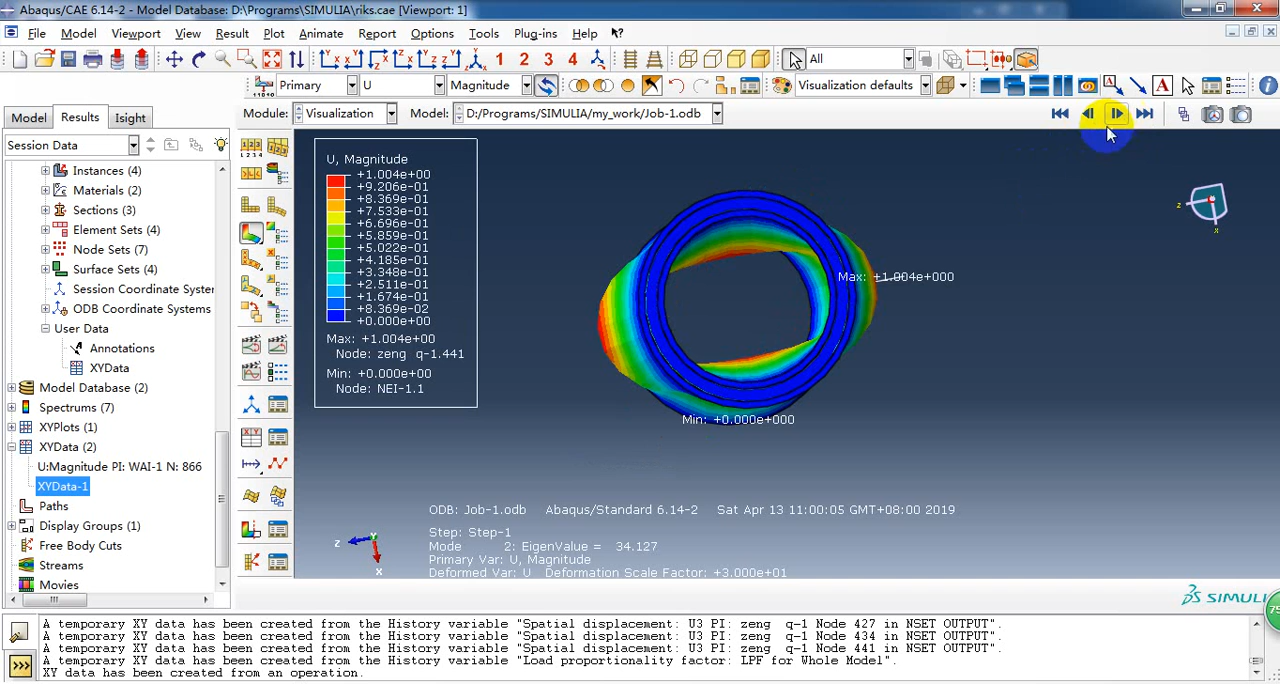 Abaqus/CAE 6.14-2 - Model Database: D:\Programs\SIMULIA\riks.cae [Viewport: 1]
File Model Viewport View Result Plot Animate Report Options Tools Plug-ins Help
All
1 2 3 4
Primary U Magnitude Visualization defaults
Model Results Isight
Module: Visualization Model: D:/Programs/SIMULIA/my_work/Job-1.odb
Session Data
Instances (4)
Materials (2)
Sections (3)
Element Sets (4)
Node Sets (7)
Surface Sets (4)
Session Coordinate Syster
ODB Coordinate Systems
User Data
Annotations
XYData
Model Database (2)
Spectrums (7)
XYPlots (1)
XYData (2)
U:Magnitude PI: WAI-1 N: 866
XYData-1
Paths
Display Groups (1)
Free Body Cuts
Streams
Movies
U, Magnitude
+1.004e+00
+9.206e-01
+8.369e-01
+7.533e-01
+6.696e-01
+5.859e-01
+5.022e-01
+4.185e-01
+3.348e-01
+2.511e-01
+1.674e-01
+8.369e-02
+0.000e+00
Max: +1.004e+00
Node: zeng q-1.441
Min: +0.000e+00
Node: NEI-1.1
Max: +1.004e+000
Min: +0.000e+000
z
x
ODB: Job-1.odb Abaqus/Standard 6.14-2 Sat Apr 13 11:00:05 GMT+08:00 2019
Step: Step-1
Mode 2: EigenValue = 34.127
Primary Var: U, Magnitude
Deformed Var: U Deformation Scale Factor: +3.000e+01
Z
Y
X
SIMULI
A temporary XY data has been created from the History variable "Spatial displacement: U3 PI: zeng q-1 Node 427 in NSET OUTPUT".
A temporary XY data has been created from the History variable "Spatial displacement: U3 PI: zeng q-1 Node 434 in NSET OUTPUT".
A temporary XY data has been created from the History variable "Spatial displacement: U3 PI: zeng q-1 Node 441 in NSET OUTPUT".
A temporary XY data has been created from the History variable "Load proportionality factor: LPF for Whole Model".
XY data has been created from an operation.
75